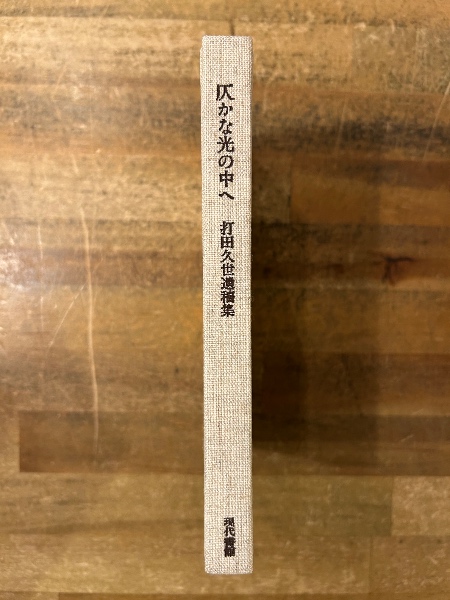 仄かな光の中へ
打田久世遺稿集
現代書館